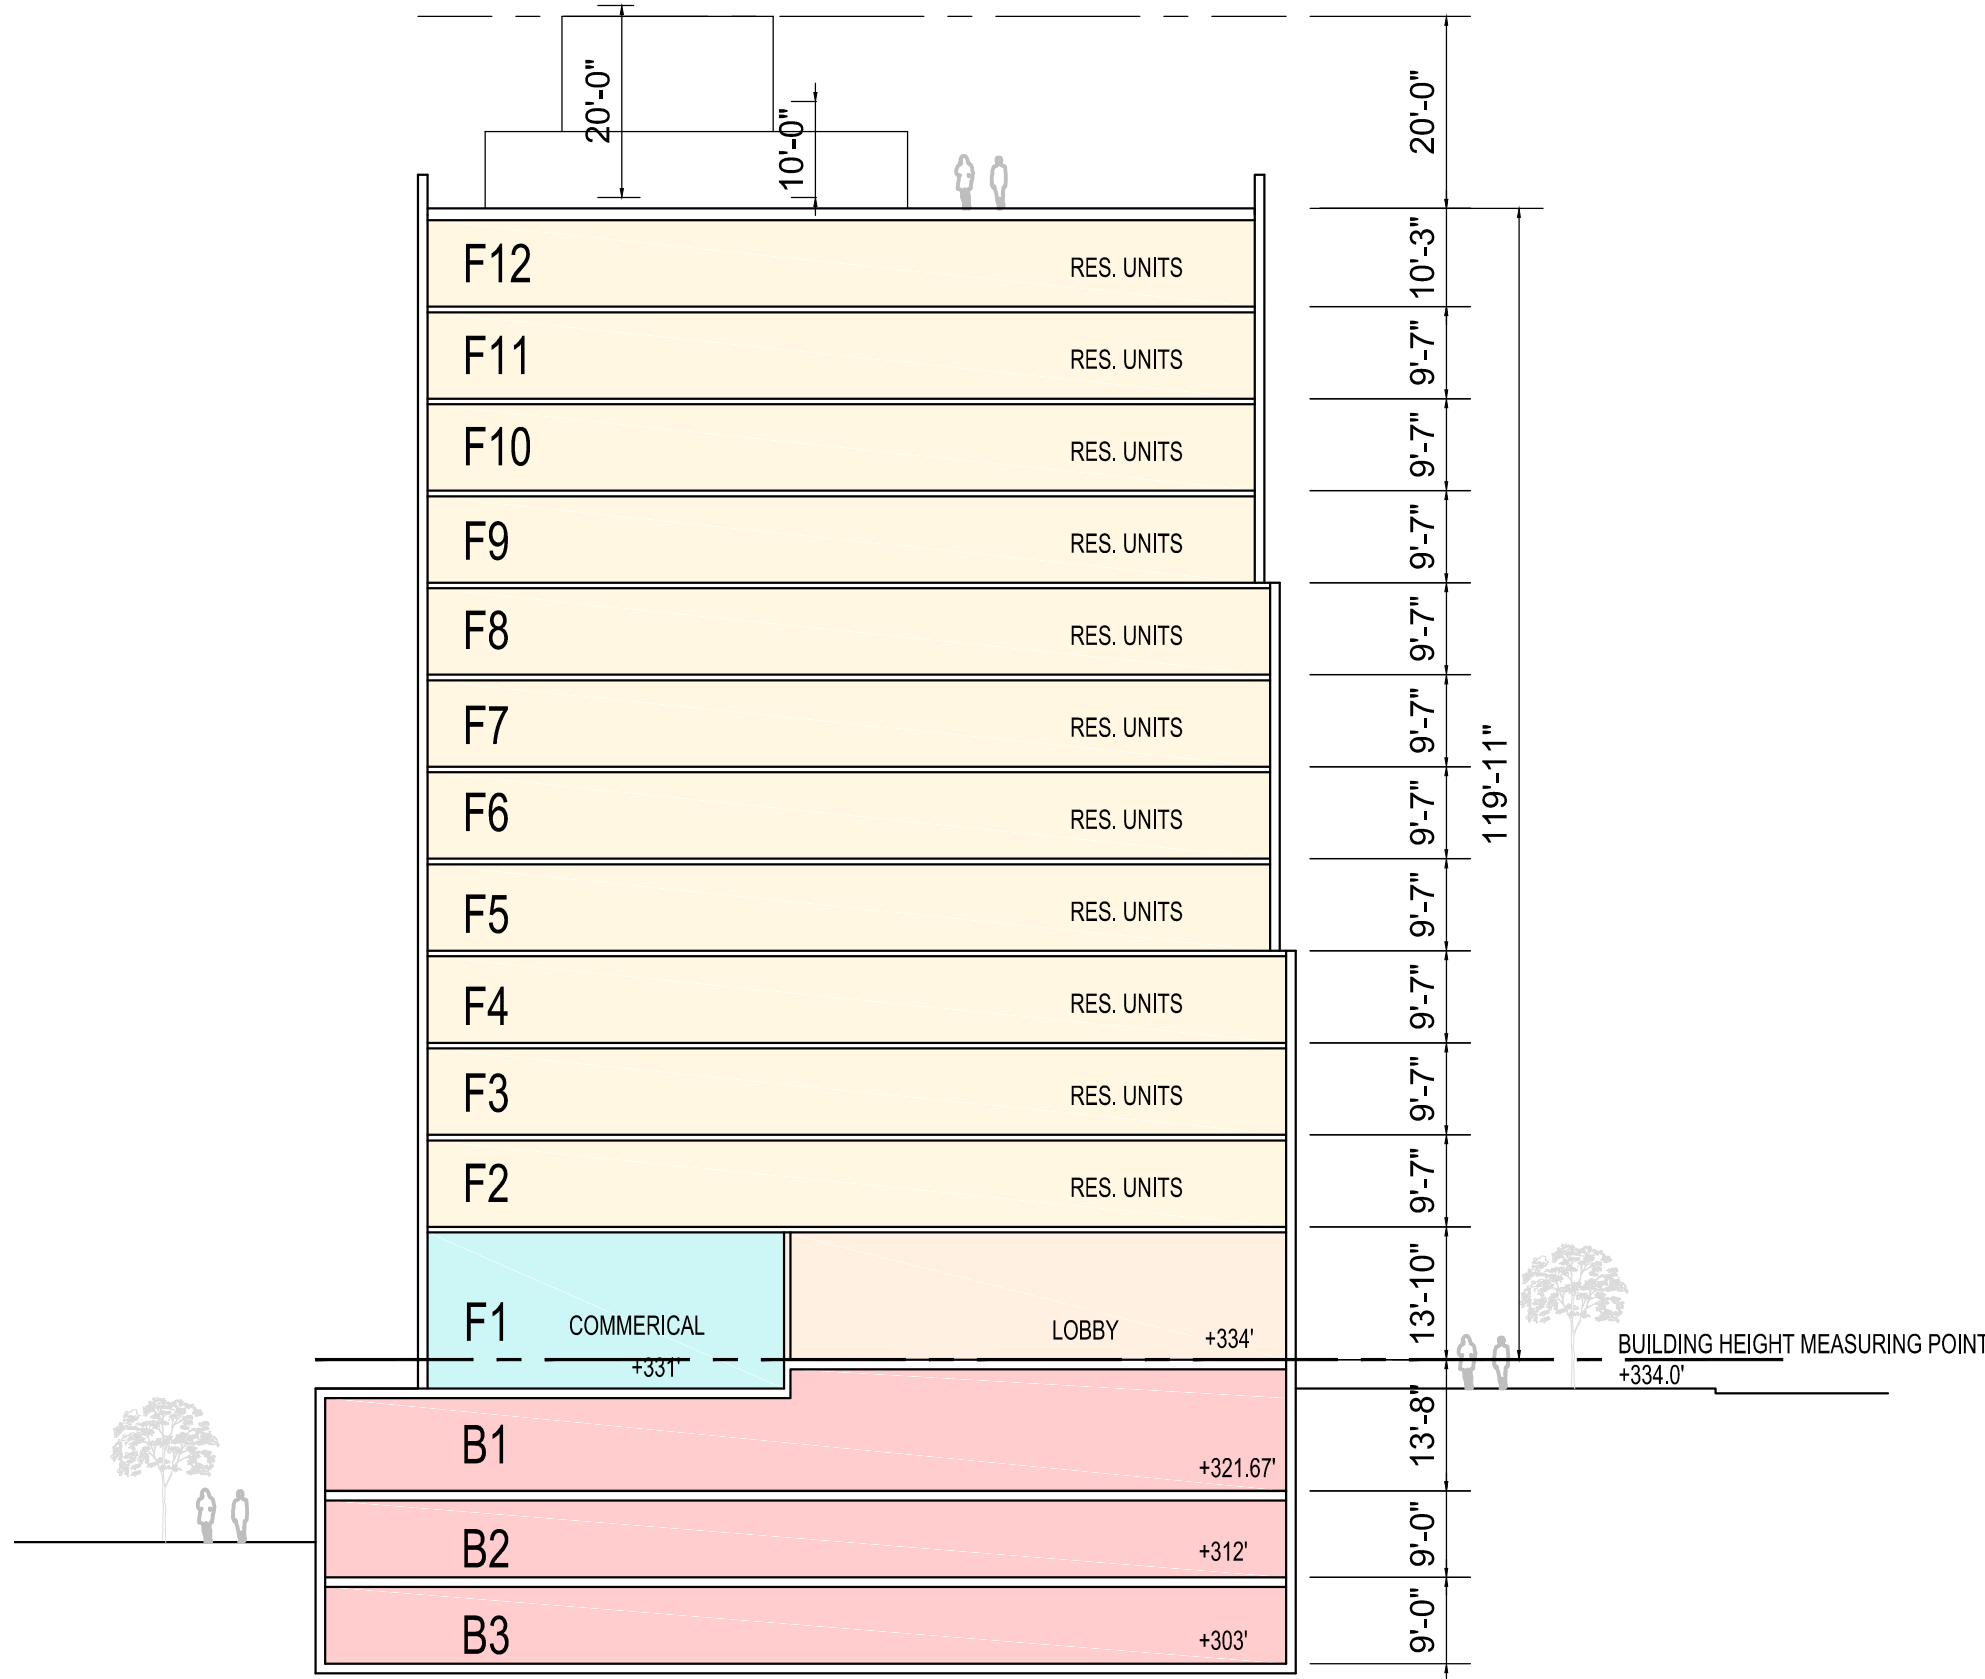 20'-0"
10'-0"
20'-0"
F12 RES. UNITS 10'-3"
F11 RES. UNITS 9'-7"
F10 RES. UNITS 9'-7"
F9 RES. UNITS 9'-7"
F8 RES. UNITS 9'-7"
F7 RES. UNITS 9'-7"
119'-11"
F6 RES. UNITS 9'-7"
F5 RES. UNITS 9'-7"
F4 RES. UNITS 9'-7"
F3 RES. UNITS 9'-7"
F2 RES. UNITS 9'-7"
F1 COMMERICAL LOBBY +334' 13'-10"
+331'
BUILDING HEIGHT MEASURING POINT
+334.0'
B1 +321.67' 13'-8"
B2 +312' 9'-0"
B3 +303' 9'-0"